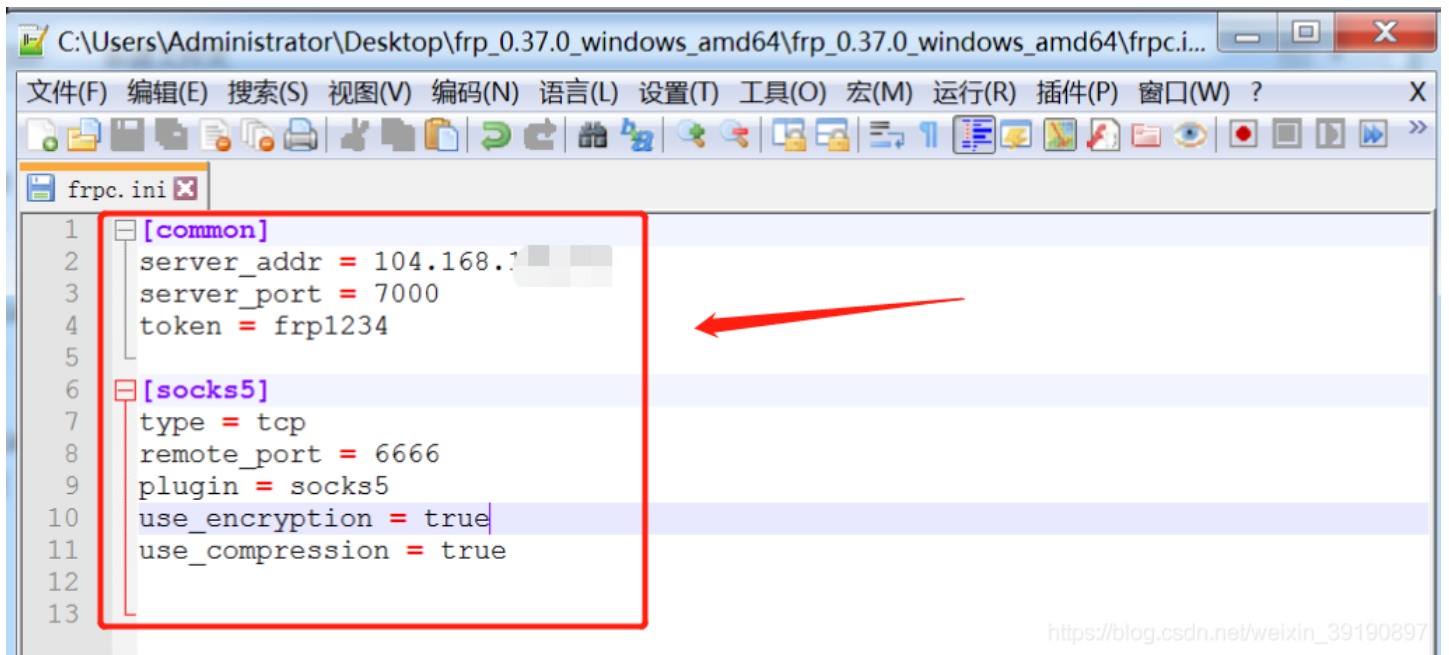 C:\Users\Administrator\Desktop\frp_0.37.0_windows_amd64\frp_0.37.0_windows_amd64\frpc.i...
文件(F) 编辑(E) 搜索(S) 视图(V) 编码(N) 语言(L) 设置(T) 工具(O) 宏(M) 运行(R) 插件(P) 窗口(W) ? X
frpc.ini
1 [common]
2 server_addr = 104.168.1
3 server_port = 7000
4 token = frp1234
5
6 [socks5]
7 type = tcp
8 remote_port = 6666
9 plugin = socks5
10 use_encryption = true
11 use_compression = true
12
13
https://blog.csdn.net/weixin_39190897